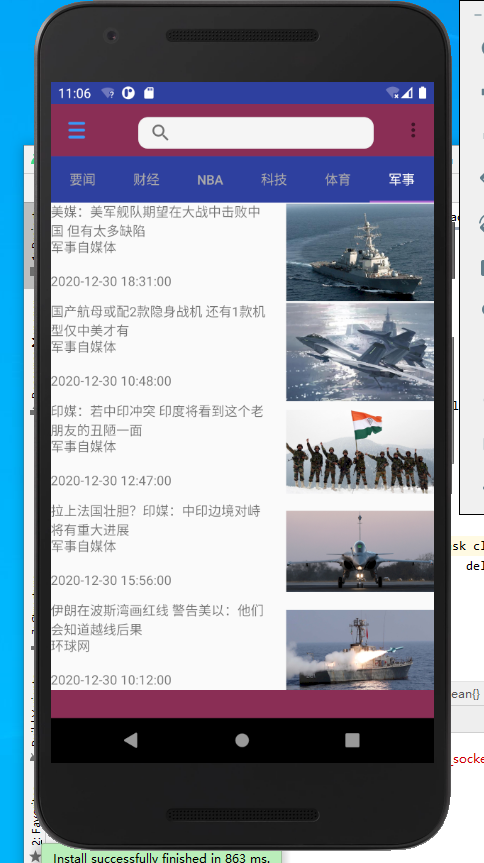 11:06
要闻 财经 NBA 科技 体育 军事
美媒：美军舰队期望在大战中击败中
国 但有太多缺陷
军事自媒体
2020-12-30 18:31:00
国产航母或配2款隐身战机 还有1款机
型仅中美才有
军事自媒体
2020-12-30 10:48:00
印媒：若中印冲突 印度将看到这个老
朋友的丑陋一面
军事自媒体
2020-12-30 12:47:00
拉上法国壮胆？印媒：中印边境对峙
将有重大进展
军事自媒体
2020-12-30 15:56:00
伊朗在波斯湾画红线 警告美以：他们
会知道越线后果
环球网
2020-12-30 10:12:00
sk cl
del
ean{}
_socke
2: Fav
Install successfully finished in 863 ms.